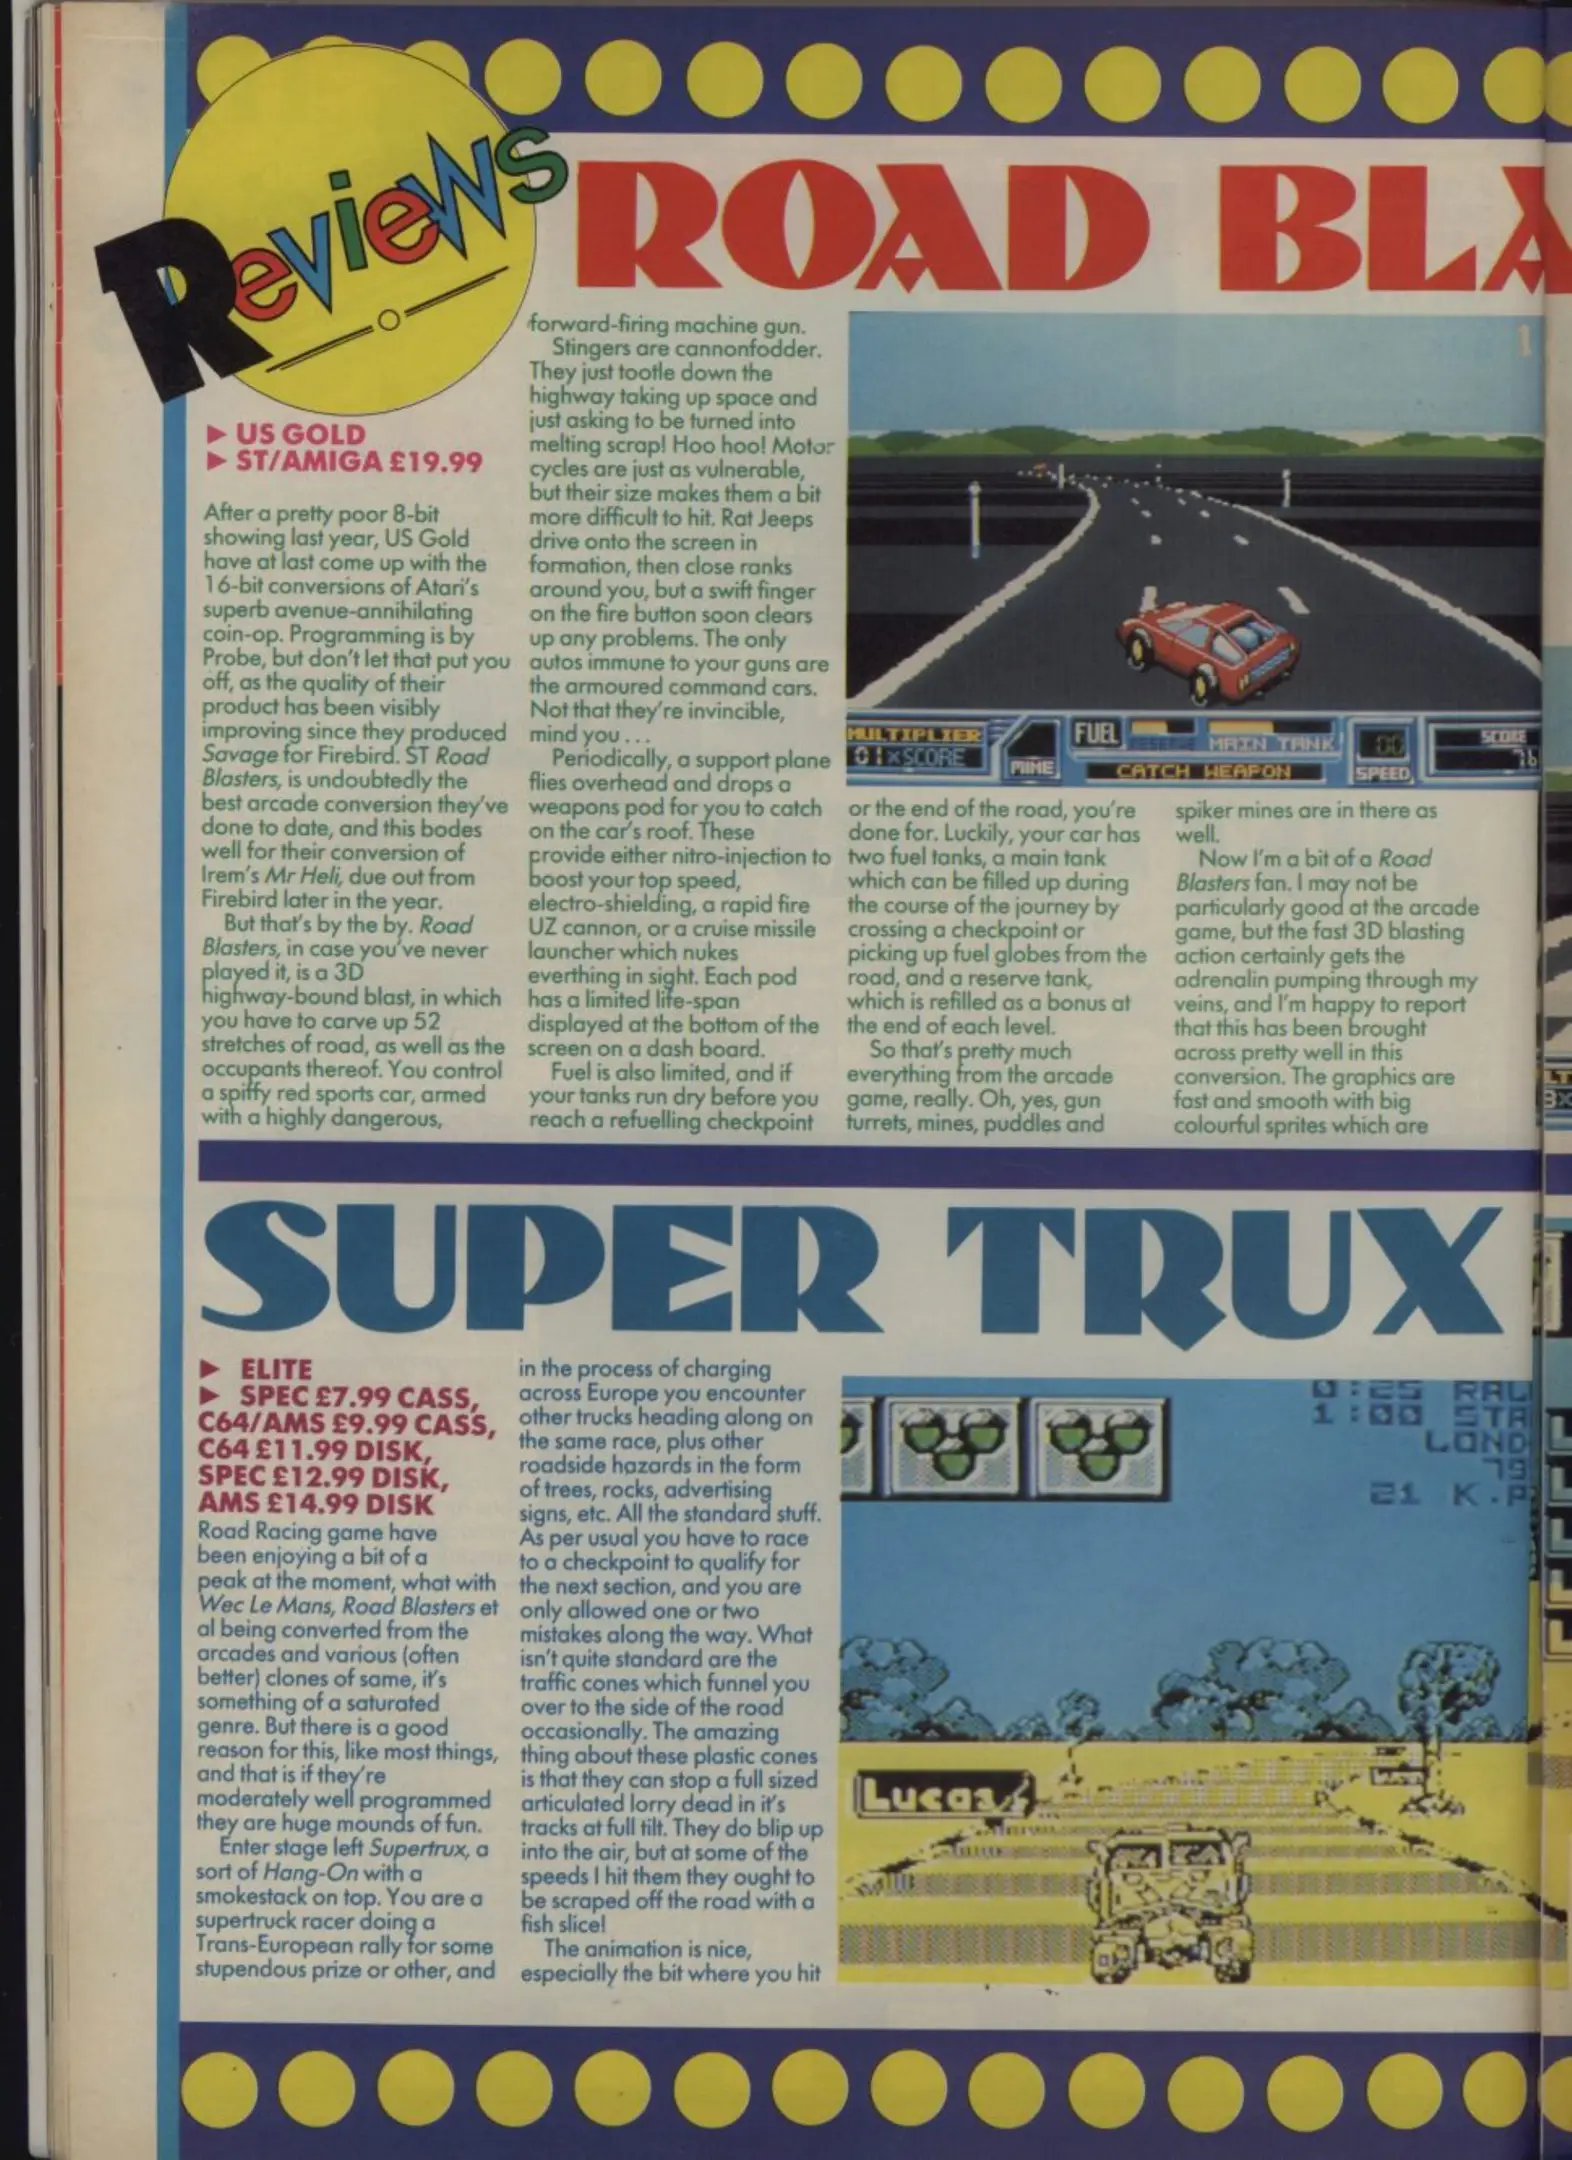 Reviews
ROAD BLA
▶ US GOLD
▶ ST/AMIGA £19.99
After a pretty poor 8-bit
showing last year, US Gold
have at last come up with the
16-bit conversions of Atari's
superb avenue-annihilating
coin-op. Programming is by
Probe, but don't let that put you
off, as the quality of their
product has been visibly
improving since they produced
Savage for Firebird. ST Road
Blasters, is undoubtedly the
best arcade conversion they've
done to date, and this bodes
well for their conversion of
Irem's Mr Heli, due out from
Firebird later in the year.
But that's by the by. Road
Blasters, in case you've never
played it, is a 3D
highway-bound blast, in which
you have to carve up 52
stretches of road, as well as the
occupants thereof. You control
a spiffy red sports car, armed
with a highly dangerous,
forward-firing machine gun.
Stingers are cannonfodder.
They just tootle down the
highway taking up space and
just asking to be turned into
melting scrap! Hoo hoo! Motor
cycles are just as vulnerable,
but their size makes them a bit
more difficult to hit. Rat Jeeps
drive onto the screen in
formation, then close ranks
around you, but a swift finger
on the fire button soon clears
up any problems. The only
autos immune to your guns are
the armoured command cars.
Not that they're invincible,
mind you . . .
Periodically, a support plane
flies overhead and drops a
weapons pod for you to catch
on the car's roof. These
provide either nitro-injection to
boost your top speed,
electro-shielding, a rapid fire
UZ cannon, or a cruise missile
launcher which nukes
everthing in sight. Each pod
has a limited life-span
displayed at the bottom of the
screen on a dash board.
Fuel is also limited, and if
your tanks run dry before you
reach a refuelling checkpoint
1
MULTIPLIER
01xSCORE
MINE
FUEL
RESERVE
MAIN TANK
CATCH WEAPON
00
SPEED
SCORE
76
or the end of the road, you're
done for. Luckily, your car has
two fuel tanks, a main tank
which can be filled up during
the course of the journey by
crossing a checkpoint or
picking up fuel globes from the
road, and a reserve tank,
which is refilled as a bonus at
the end of each level.
So that's pretty much
everything from the arcade
game, really. Oh, yes, gun
turrets, mines, puddles and
spiker mines are in there as
well.
Now I'm a bit of a Road
Blasters fan. I may not be
particularly good at the arcade
game, but the fast 3D blasting
action certainly gets the
adrenalin pumping through my
veins, and I'm happy to report
that this has been brought
across pretty well in this
conversion. The graphics are
fast and smooth with big
colourful sprites which are
SUPER TRUX
▶ ELITE
▶ SPEC £7.99 CASS,
C64/AMS £9.99 CASS,
C64 £11.99 DISK,
SPEC £12.99 DISK,
AMS £14.99 DISK
Road Racing game have
been enjoying a bit of a
peak at the moment, what with
Wec Le Mans, Road Blasters et
al being converted from the
arcades and various (often
better) clones of same, it's
something of a saturated
genre. But there is a good
reason for this, like most things,
and that is if they're
moderately well programmed
they are huge mounds of fun.
Enter stage left Supertrux, a
sort of Hang-On with a
smokestack on top. You are a
supertruck racer doing a
Trans-European rally for some
stupendous prize or other, and
in the process of charging
across Europe you encounter
other trucks heading along on
the same race, plus other
roadside hazards in the form
of trees, rocks, advertising
signs, etc. All the standard stuff.
As per usual you have to race
to a checkpoint to qualify for
the next section, and you are
only allowed one or two
mistakes along the way. What
isn't quite standard are the
traffic cones which funnel you
over to the side of the road
occasionally. The amazing
thing about these plastic cones
is that they can stop a full sized
articulated lorry dead in it's
tracks at full tilt. They do blip up
into the air, but at some of the
speeds I hit them they ought to
be scraped off the road with a
fish slice!
The animation is nice,
especially the bit where you hit
0:25 RAL
1:00 STA
LOND
79
21 K.P
Lucas